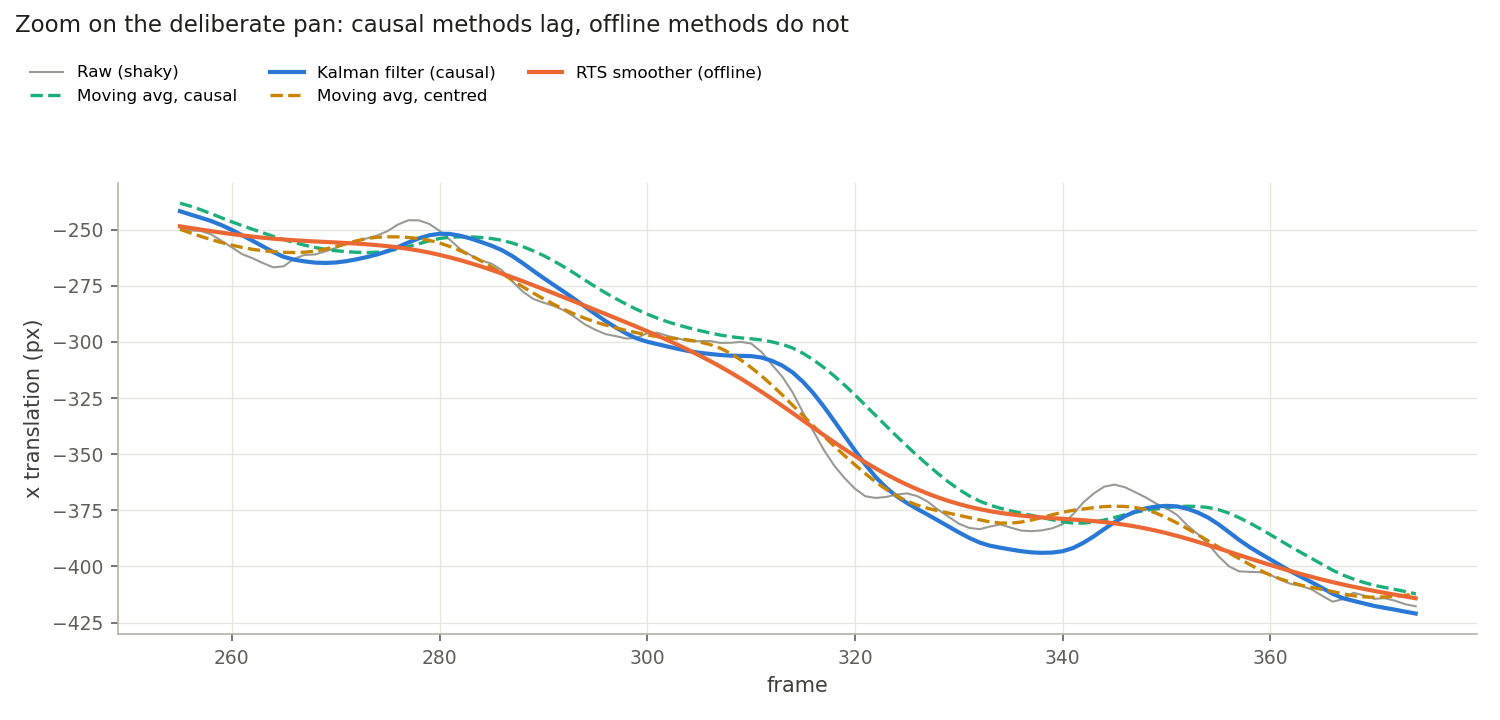 Zoom on the deliberate pan: causal methods lag, offline methods do not
Raw (shaky)
Kalman filter (causal)
RTS smoother (offline)
Moving avg, causal
Moving avg, centred
−250
−275
−300
−325
−350
−375
−400
−425
x translation (px)
260
280
300
320
340
360
frame